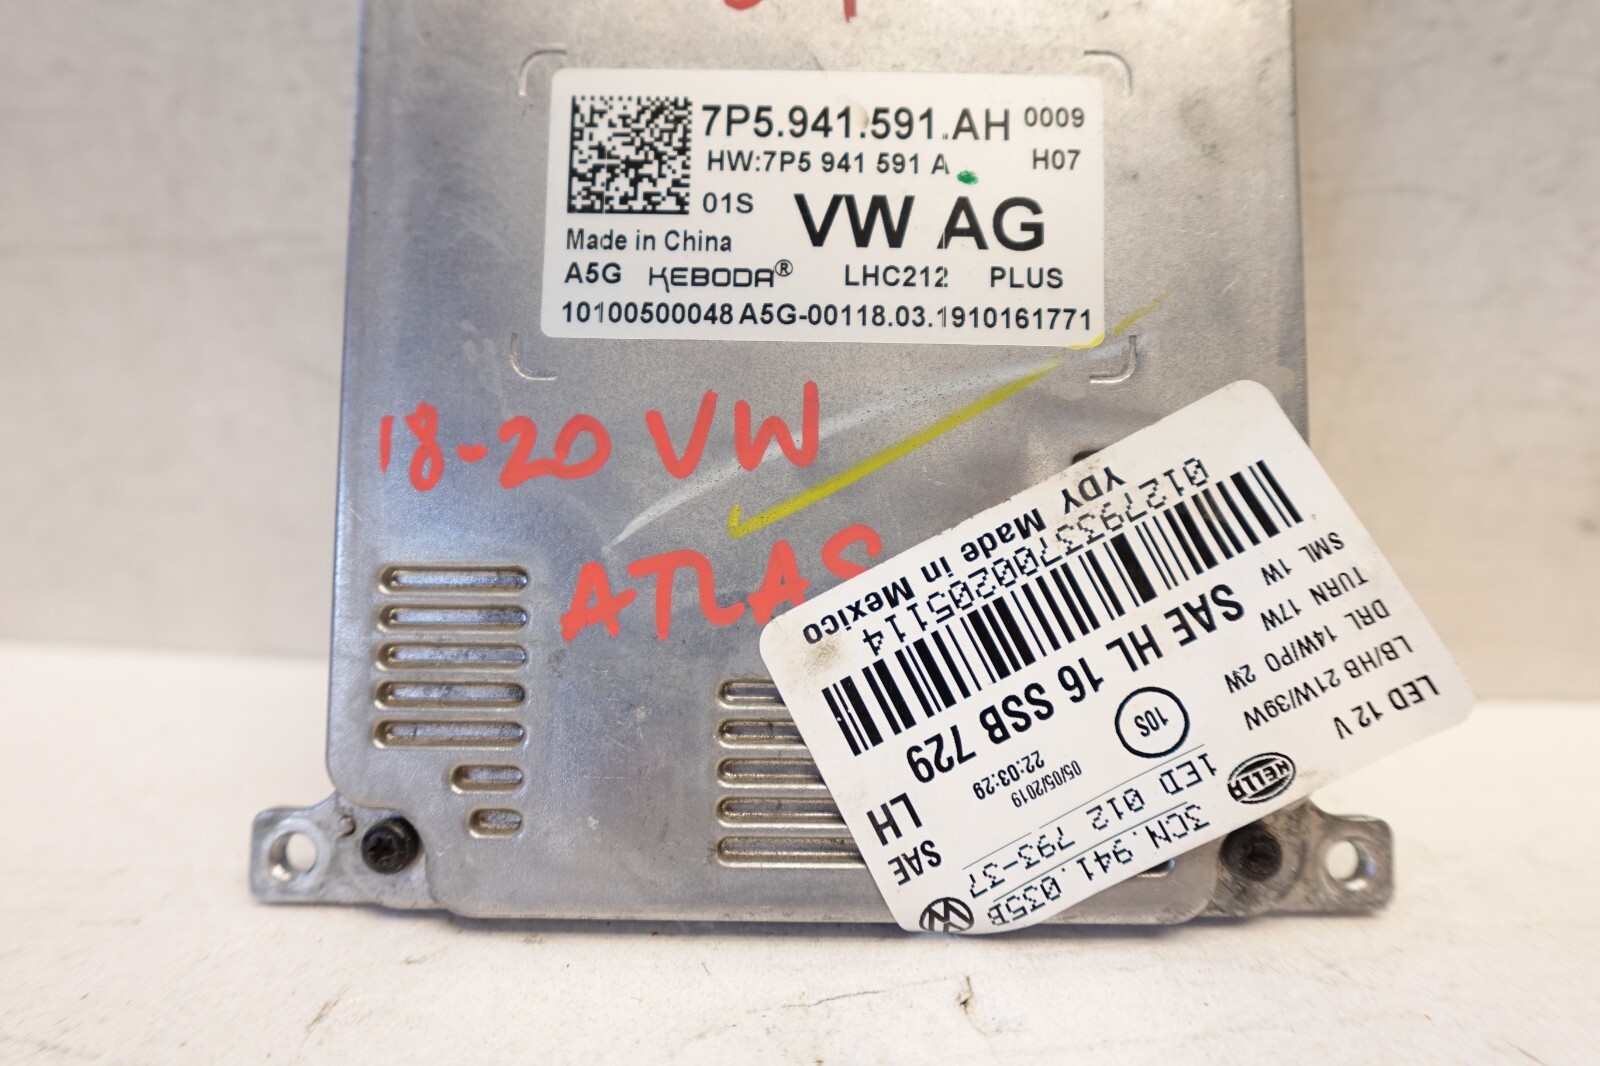 7P5.941.591.AH 0009
HW:7P5 941 591 A H07
01S VW AG
Made in China
A5G KEBODA® LHC212 PLUS
10100500048 A5G-00118.03.1910161771
18-20 VW
ATLAS
3CN.941.035B
1ED 012 793-37
HELLA
LED 12 V
LB/HB 21W/39W
DRL 14W/PO 2W
TURN 17W
SML 1W
05/05/2019
22:03:29
10S
SAE
LH
SAE HL 16 SSB 729
01279337002051 14
Made in Mexico
YDY